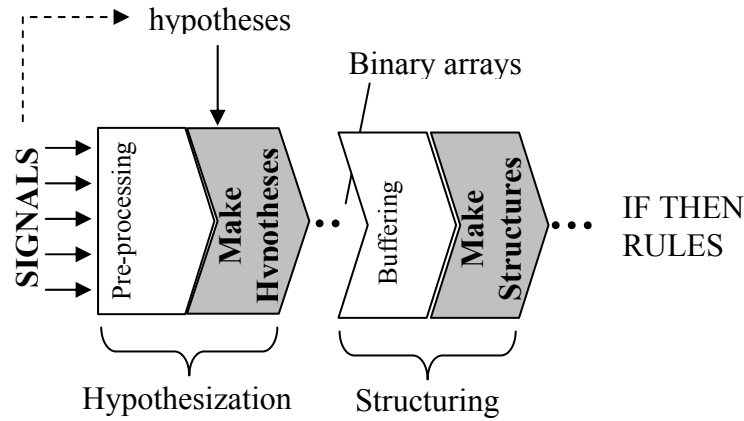 hypotheses
Binary arrays
SIGNALS
Pre-processing
Make
Hypotheses
Buffering
Make
Structures
IF THEN
RULES
Hypothesization
Structuring